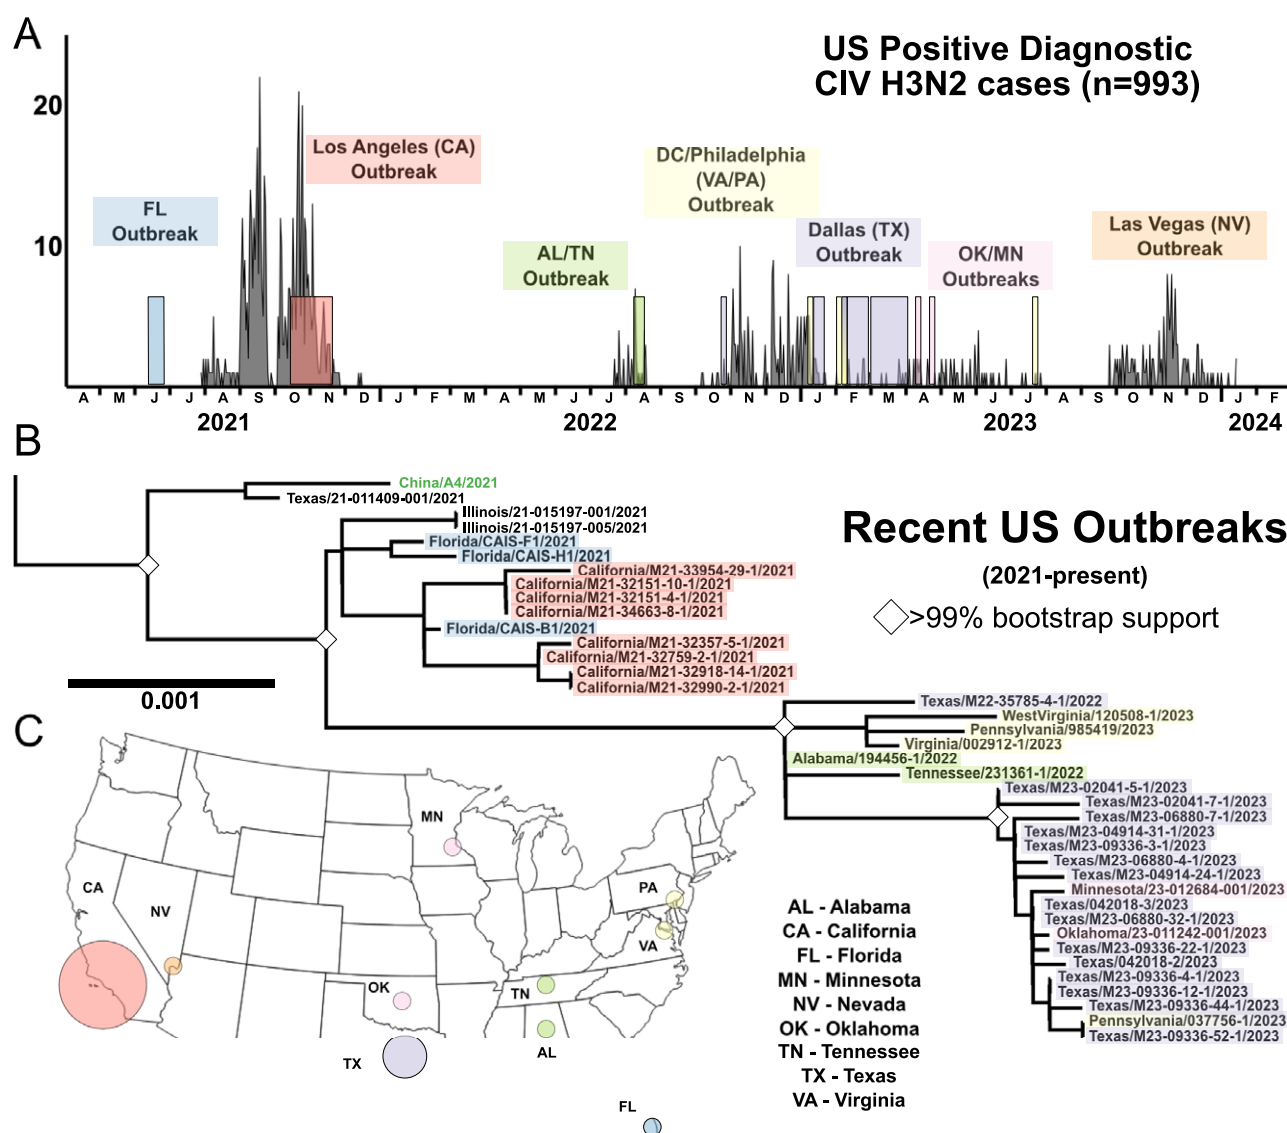 A
US Positive Diagnostic
CIV H3N2 cases (n=993)
20
10
Los Angeles (CA)
Outbreak
DC/Philadelphia
(VA/PA)
Outbreak
FL
Outbreak
AL/TN
Outbreak
Dallas (TX)
Outbreak
OK/MN
Outbreaks
Las Vegas (NV)
Outbreak
A M J J A S O N D J F M A M J J A S O N D J F M A M J J A S O N D J F
2021 2022 2023 2024
B
China/A4/2021
Texas/21-011409-001/2021
Illinois/21-015197-001/2021
Illinois/21-015197-005/2021
Florida/CAIS-F1/2021
Florida/CAIS-H1/2021
California/M21-33954-29-1/2021
California/M21-32151-10-1/2021
California/M21-32151-4-1/2021
California/M21-34663-8-1/2021
Florida/CAIS-B1/2021
California/M21-32357-5-1/2021
California/M21-32759-2-1/2021
California/M21-32918-14-1/2021
California/M21-32990-2-1/2021
Recent US Outbreaks
(2021-present)
>99% bootstrap support
0.001
Texas/M22-35785-4-1/2022
WestVirginia/120508-1/2023
Pennsylvania/985419/2023
Virginia/002912-1/2023
Alabama/194456-1/2022
Tennessee/231361-1/2022
Texas/M23-02041-5-1/2023
Texas/M23-02041-7-1/2023
Texas/M23-06880-7-1/2023
Texas/M23-04914-31-1/2023
Texas/M23-09336-3-1/2023
Texas/M23-06880-4-1/2023
Texas/M23-04914-24-1/2023
Minnesota/23-012684-001/2023
Texas/042018-3/2023
Texas/M23-06880-32-1/2023
Oklahoma/23-011242-001/2023
Texas/M23-09336-22-1/2023
Texas/042018-2/2023
Texas/M23-09336-4-1/2023
Texas/M23-09336-12-1/2023
Texas/M23-09336-44-1/2023
Pennsylvania/037756-1/2023
Texas/M23-09336-52-1/2023
C
MN
CA
PA
NV
VA
OK
TN
AL
TX
FL
AL - Alabama
CA - California
FL - Florida
MN - Minnesota
NV - Nevada
OK - Oklahoma
TN - Tennessee
TX - Texas
VA - Virginia